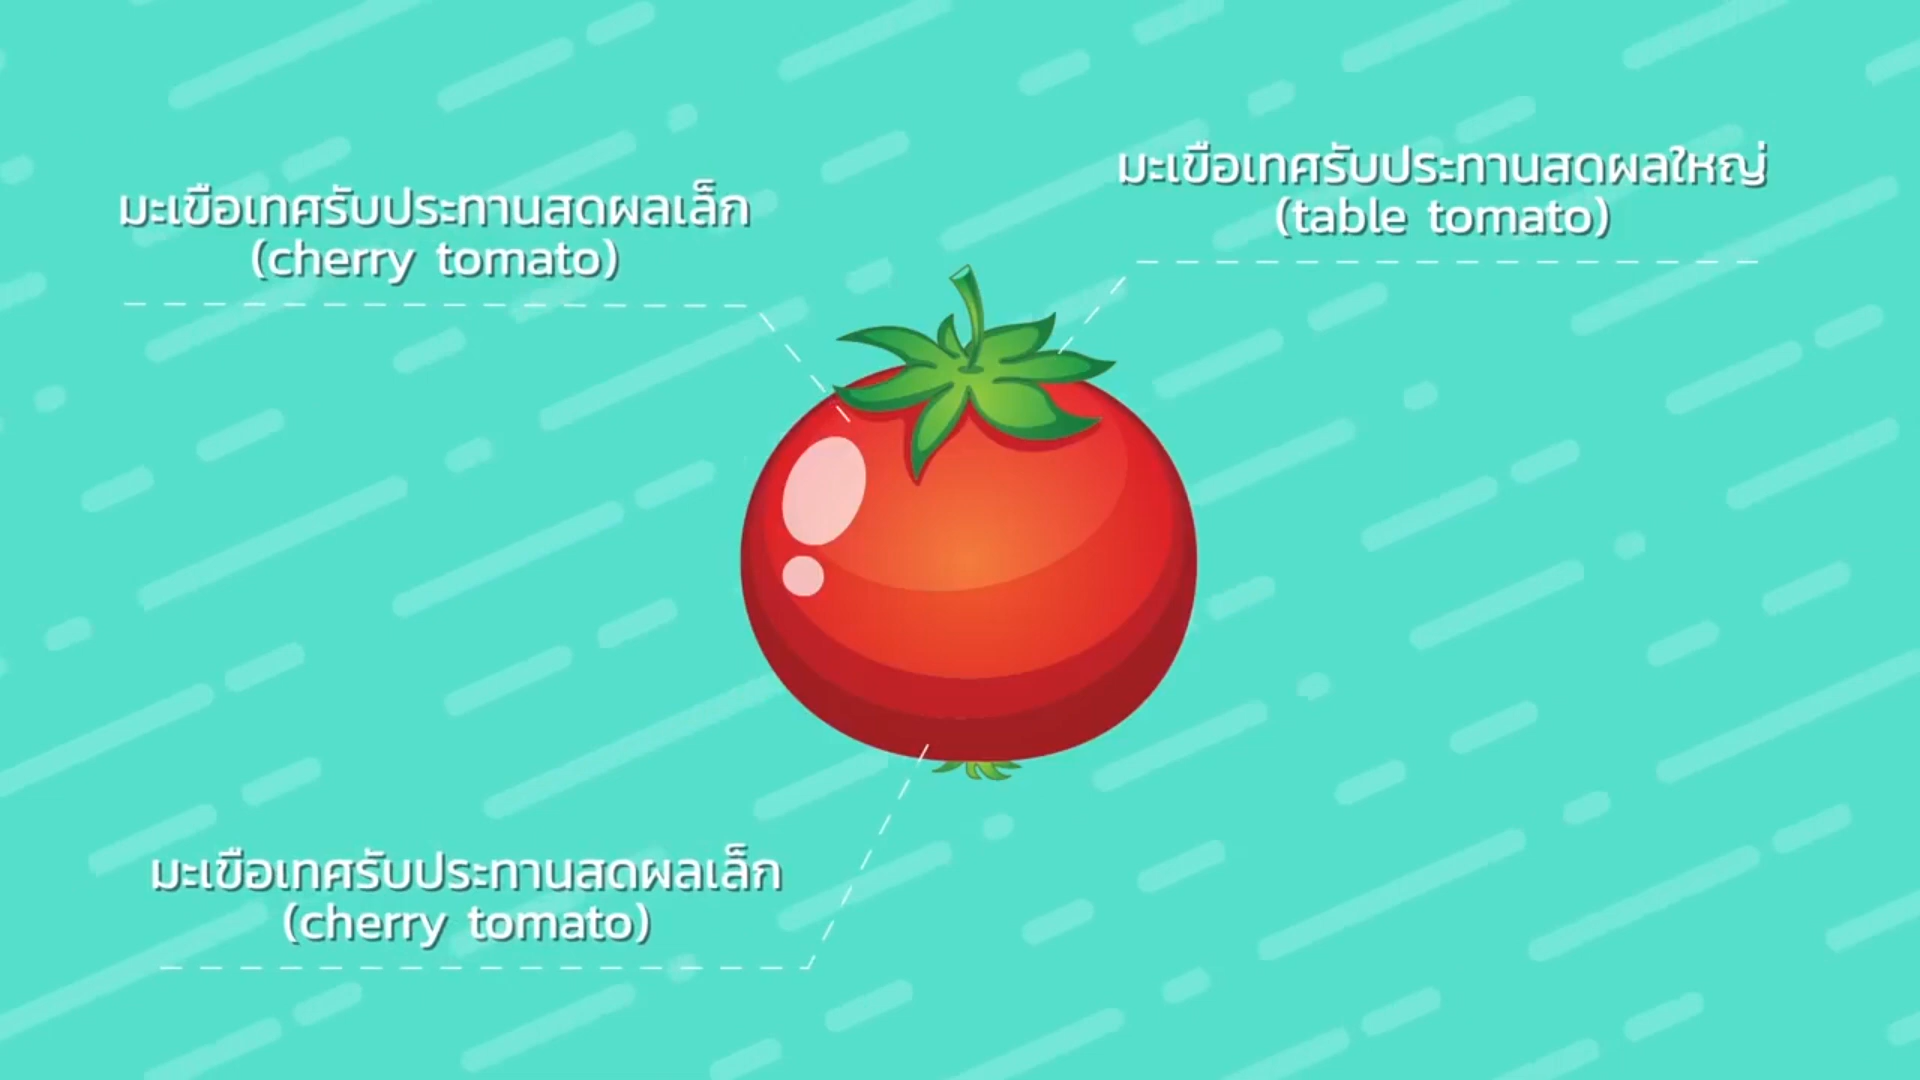 มะเขือเทศรับประทานสดผลเล็ก
(cherry tomato)
มะเขือเทศรับประทานสดผลใหญ่
(table tomato)
มะเขือเทศรับประทานสดผลเล็ก
(cherry tomato)